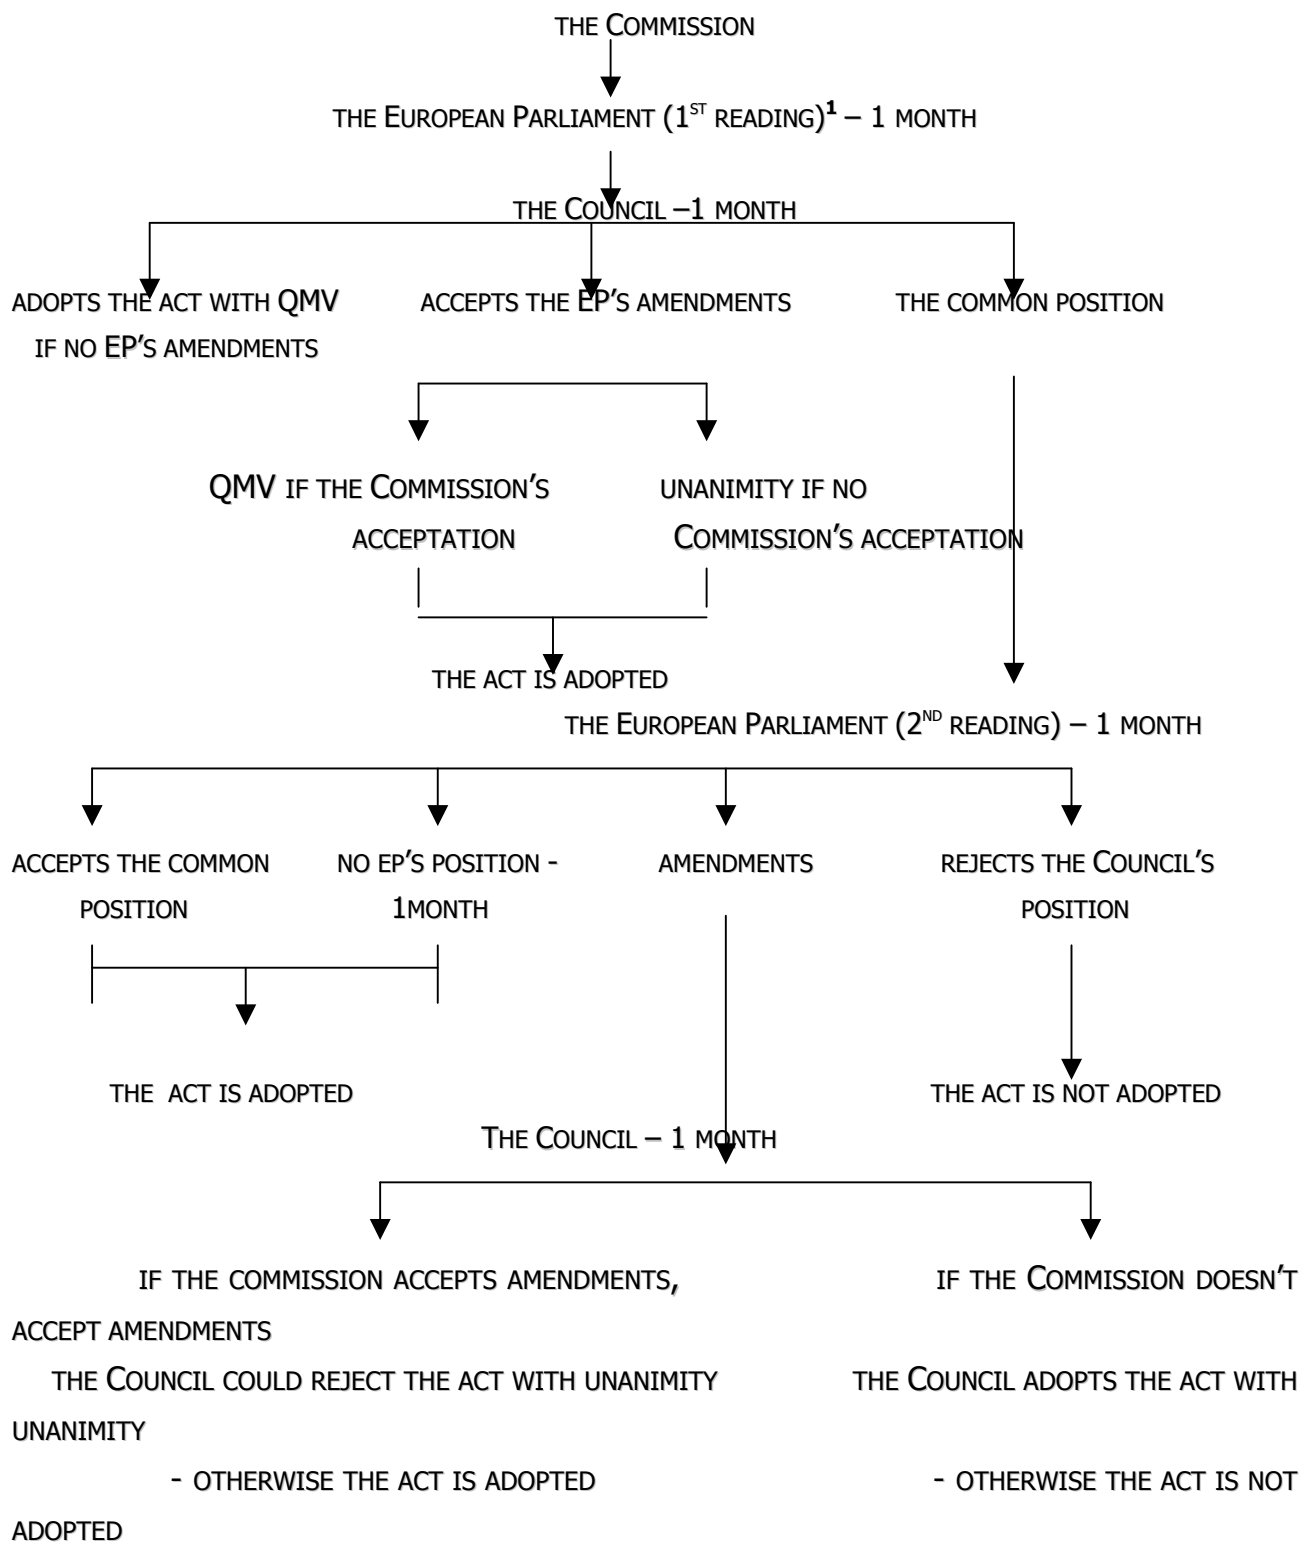 THE COMMISSION
THE EUROPEAN PARLIAMENT (1ST READING)1 – 1 MONTH
THE COUNCIL –1 MONTH
ADOPTS THE ACT WITH QMV ACCEPTS THE EP'S AMENDMENTS THE COMMON POSITION
IF NO EP'S AMENDMENTS
QMV IF THE COMMISSION'S UNANIMITY IF NO
ACCEPTATION COMMISSION'S ACCEPTATION
THE ACT IS ADOPTED
THE EUROPEAN PARLIAMENT (2ND READING) – 1 MONTH
ACCEPTS THE COMMON NO EP'S POSITION - AMENDMENTS REJECTS THE COUNCIL'S
POSITION 1MONTH POSITION
THE ACT IS ADOPTED THE ACT IS NOT ADOPTED
THE COUNCIL – 1 MONTH
IF THE COMMISSION ACCEPTS AMENDMENTS, IF THE COMMISSION DOESN'T
ACCEPT AMENDMENTS
THE COUNCIL COULD REJECT THE ACT WITH UNANIMITY THE COUNCIL ADOPTS THE ACT WITH
UNANIMITY
- OTHERWISE THE ACT IS ADOPTED - OTHERWISE THE ACT IS NOT
ADOPTED